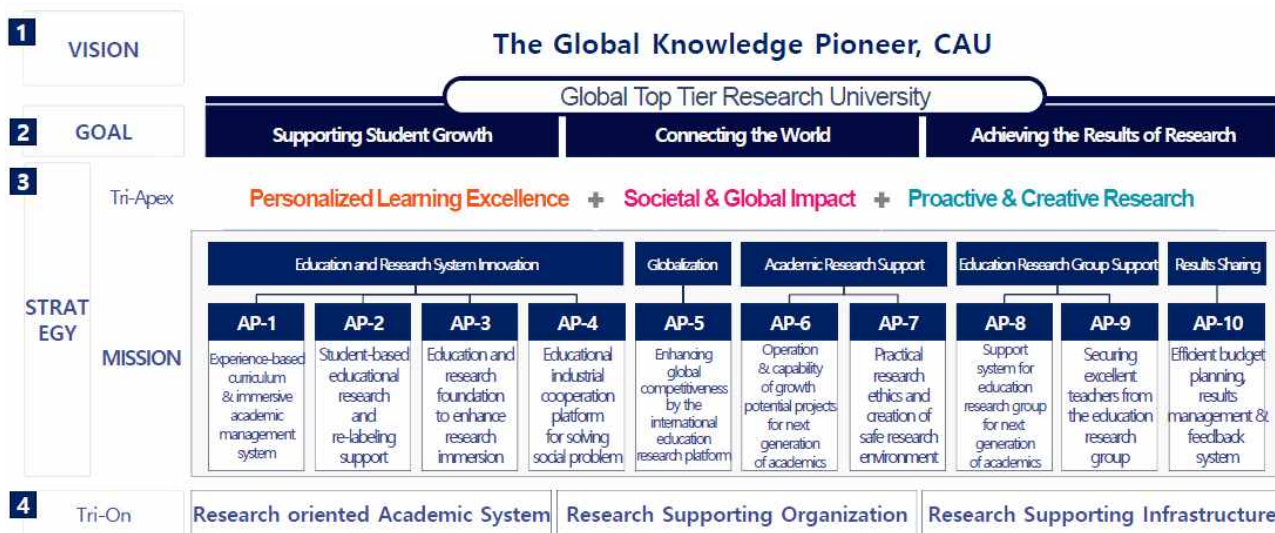 1
VISION
The Global Knowledge Pioneer, CAU
Global Top Tier Research University
2
GOAL
Supporting Student Growth
Connecting the World
Achieving the Results of Research
3
STRAT
EGY
Tri-Apex
Personalized Learning Excellence + Societal & Global Impact + Proactive & Creative Research
MISSION
Education and Research System Innovation
Globalization
Academic Research Support
Education Research Group Support
Results Sharing
AP-1
Experience-based
curriculum
& immersive
academic
management
system
AP-2
Student-based
educational
research
and
re-labeling
support
AP-3
Education and
research
foundation
to enhance
research
immersion
AP-4
Educational
industrial
cooperation
platform
for solving
social problem
AP-5
Enhancing
global
competitiveness
by the
international
education
research platform
AP-6
Operation
& capability
of growth
potential projects
for next
generation
of academics
AP-7
Practical
research
ethics and
creation of
safe research
environment
AP-8
Support
system for
education
research group
for next
generation
of academics
AP-9
Securing
excellent
teachers from
the education
research
group
AP-10
Efficient budget
planning,
results
management &
feedback
system
4
Tri-On
Research oriented Academic System
Research Supporting Organization
Research Supporting Infrastructure